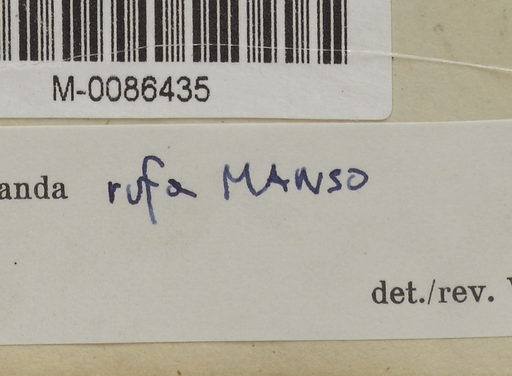 M-0086435
anda rufa MANSO
det./rev.